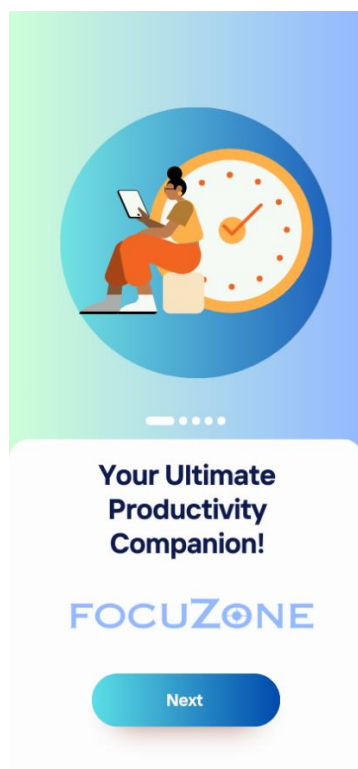 Your Ultimate
Productivity
Companion!
FOCUZONE
Next